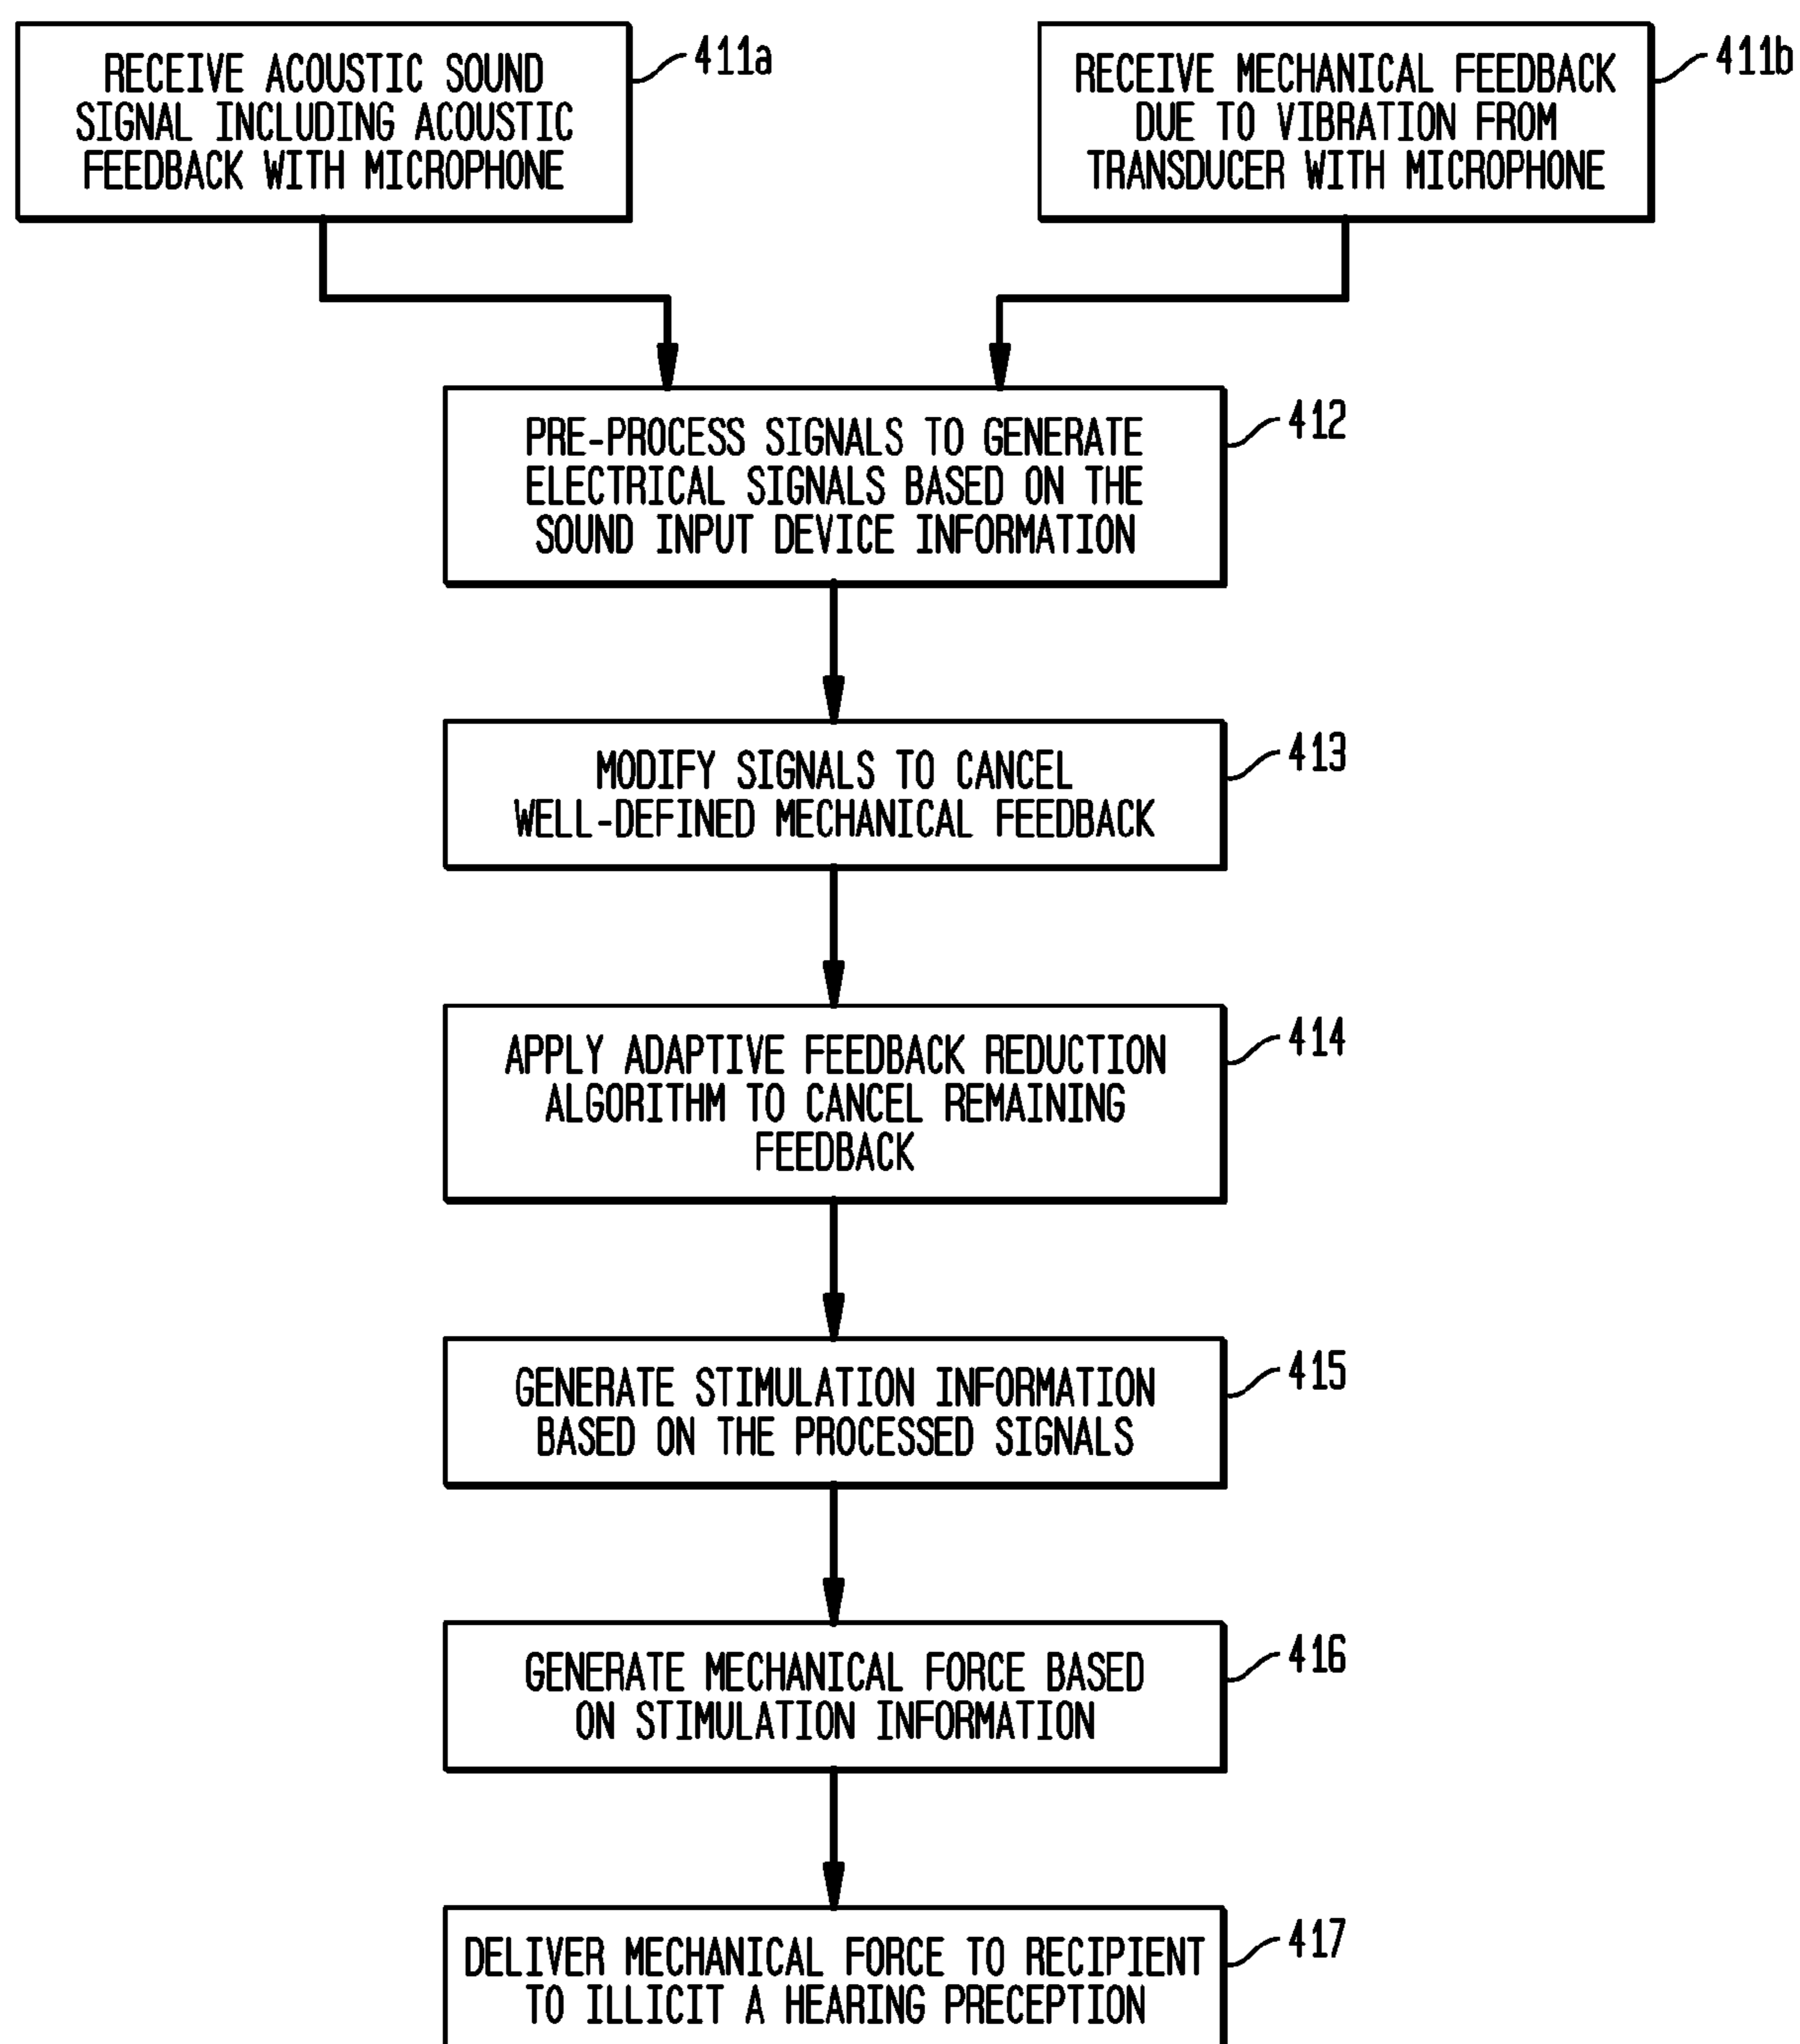 RECEIVE ACOUSTIC SOUND
SIGNAL INCLUDING ACOUSTIC
FEEDBACK WITH MICROPHONE
411a
RECEIVE MECHANICAL FEEDBACK
DUE TO VIBRATION FROM
TRANSDUCER WITH MICROPHONE
411b
PRE-PROCESS SIGNALS TO GENERATE
ELECTRICAL SIGNALS BASED ON THE
SOUND INPUT DEVICE INFORMATION
412
MODIFY SIGNALS TO CANCEL
WELL-DEFINED MECHANICAL FEEDBACK
413
APPLY ADAPTIVE FEEDBACK REDUCTION
ALGORITHM TO CANCEL REMAINING
FEEDBACK
414
GENERATE STIMULATION INFORMATION
BASED ON THE PROCESSED SIGNALS
415
GENERATE MECHANICAL FORCE BASED
ON STIMULATION INFORMATION
416
DELIVER MECHANICAL FORCE TO RECIPIENT
TO ILLICIT A HEARING PRECEPTION
417